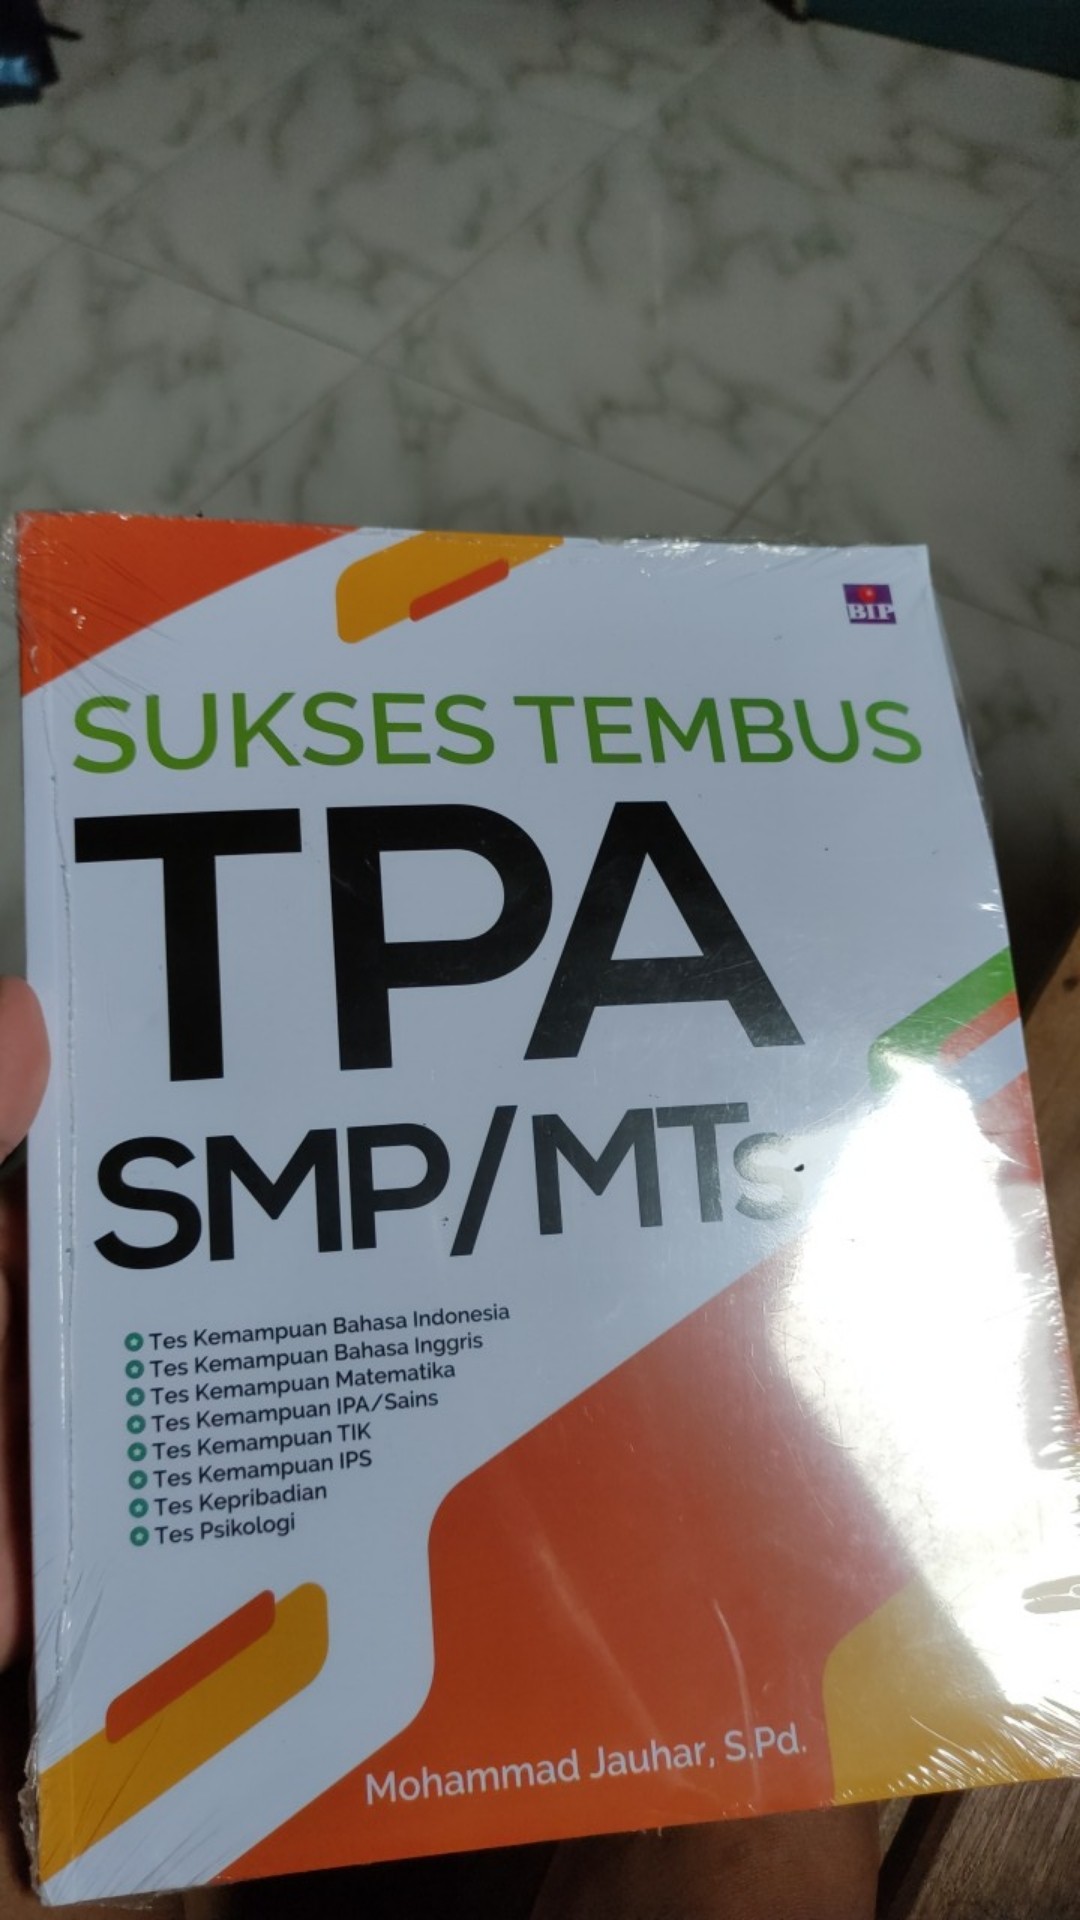 BIP
SUKSES TEMBUS
TPA
SMP/MTs
Tes Kemampuan Bahasa Indonesia
Tes Kemampuan Bahasa Inggris
Tes Kemampuan Matematika
Tes Kemampuan IPA/Sains
Tes Kemampuan TIK
Tes Kemampuan IPS
Tes Kepribadian
Tes Psikologi
Mohammad Jauhar, S.Pd.